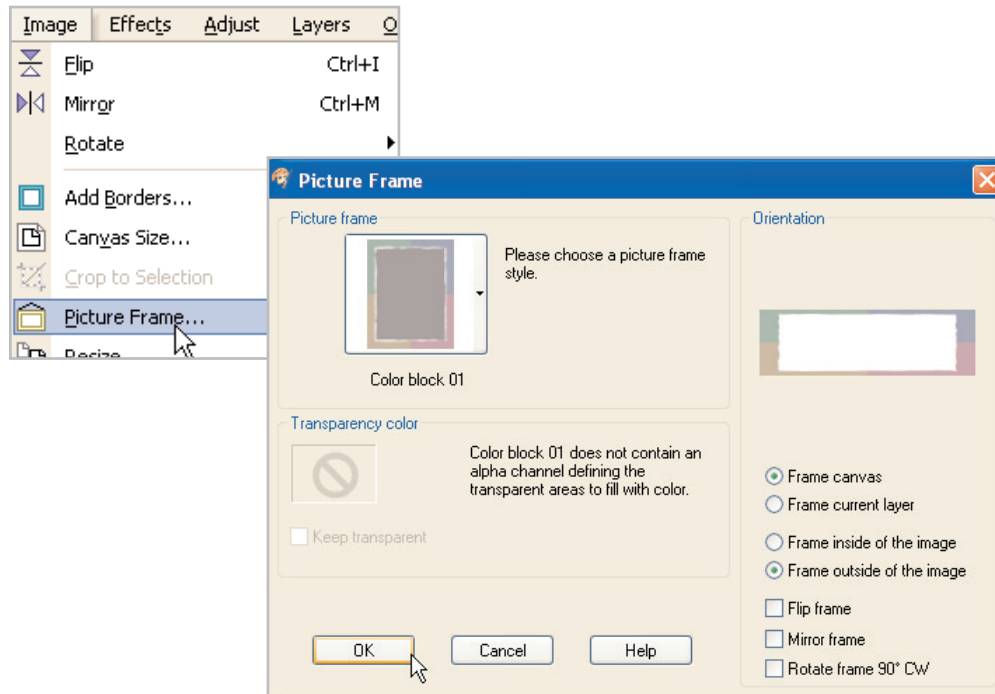 Image Effects Adjust Layers O
Flip Ctrl+I
Mirror Ctrl+M
Rotate
Add Borders...
Canvas Size...
Crop to Selection
Picture Frame...
Resize
Picture Frame
Picture frame
Please choose a picture frame
style.
Color block 01
Transparency color
Color block 01 does not contain an
alpha channel defining the
transparent areas to fill with color.
Keep transparent
OK Cancel Help
Orientation
Frame canvas
Frame current layer
Frame inside of the image
Frame outside of the image
Flip frame
Mirror frame
Rotate frame 90° CW